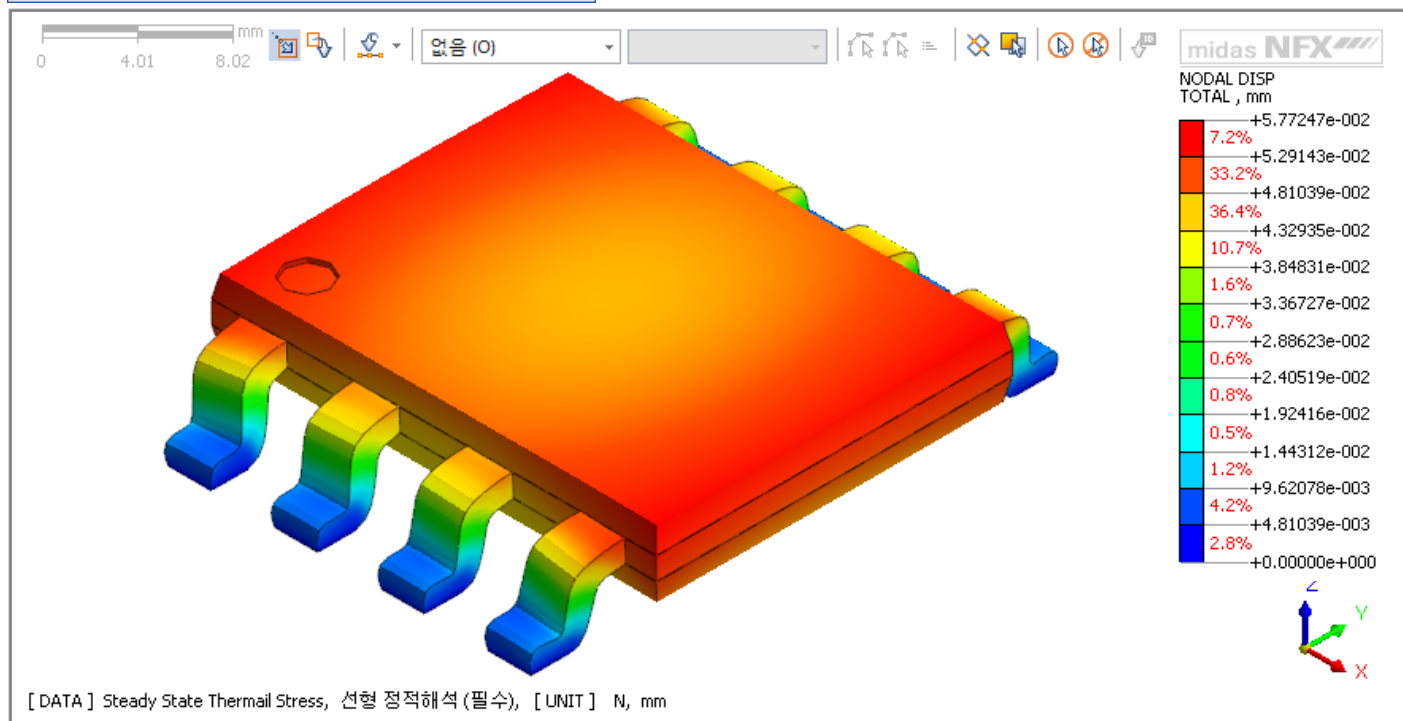 mm
0 4.01 8.02
없음 (O)
3D
midas NFX
NODAL DISP
TOTAL , mm
+5.77247e-002
7.2%
+5.29143e-002
33.2%
+4.81039e-002
36.4%
+4.32935e-002
10.7%
+3.84831e-002
1.6%
+3.36727e-002
0.7%
+2.88623e-002
0.6%
+2.40519e-002
0.8%
+1.92416e-002
0.5%
+1.44312e-002
1.2%
+9.62078e-003
4.2%
+4.81039e-003
2.8%
+0.00000e+000
Z
Y
X
[ DATA ] Steady State Thermail Stress, 선형 정적해석 (필수), [ UNIT ] N, mm